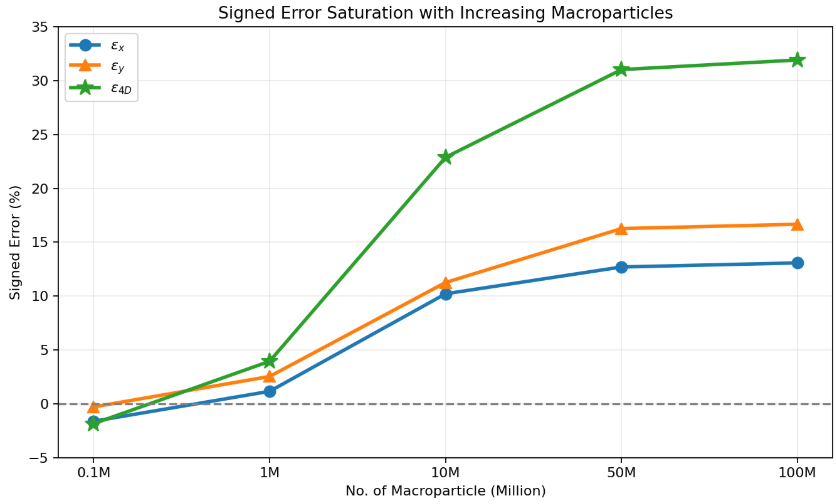 Signed Error Saturation with Increasing Macroparticles
35
30
25
20
15
10
5
0
−5
Signed Error (%)
εx
εy
ε4D
0.1M 1M 10M 50M 100M
No. of Macroparticle (Million)